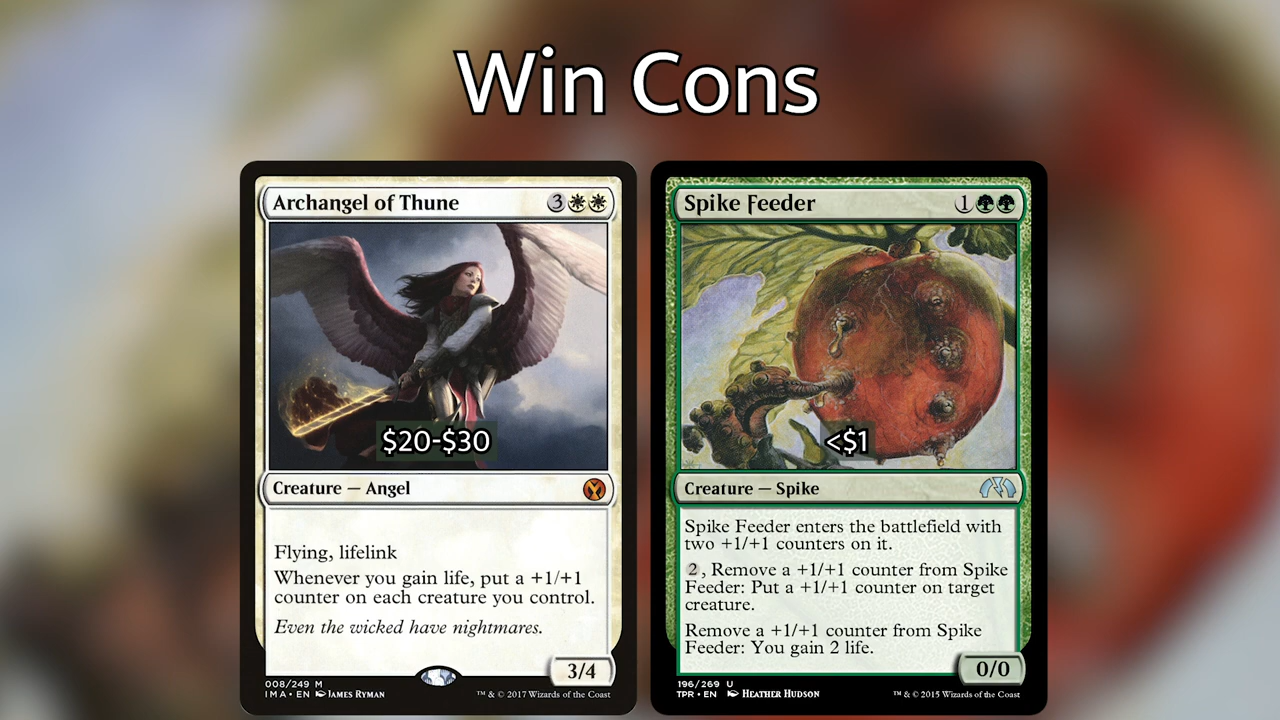 Win Cons
Archangel of Thune 3
$20-$30
Creature — Angel
Flying, lifelink
Whenever you gain life, put a +1/+1
counter on each creature you control.
Even the wicked have nightmares.
3/4
008/249 M
IMA • EN James Ryman
™ & © 2017 Wizards of the Coast
Spike Feeder 1
<$1
Creature — Spike
Spike Feeder enters the battlefield with
two +1/+1 counters on it.
2, Remove a +1/+1 counter from Spike
Feeder: Put a +1/+1 counter on target
creature.
Remove a +1/+1 counter from Spike
Feeder: You gain 2 life.
0/0
196/269 U
TPR • EN Heather Hudson
™ & © 2015 Wizards of the Coast